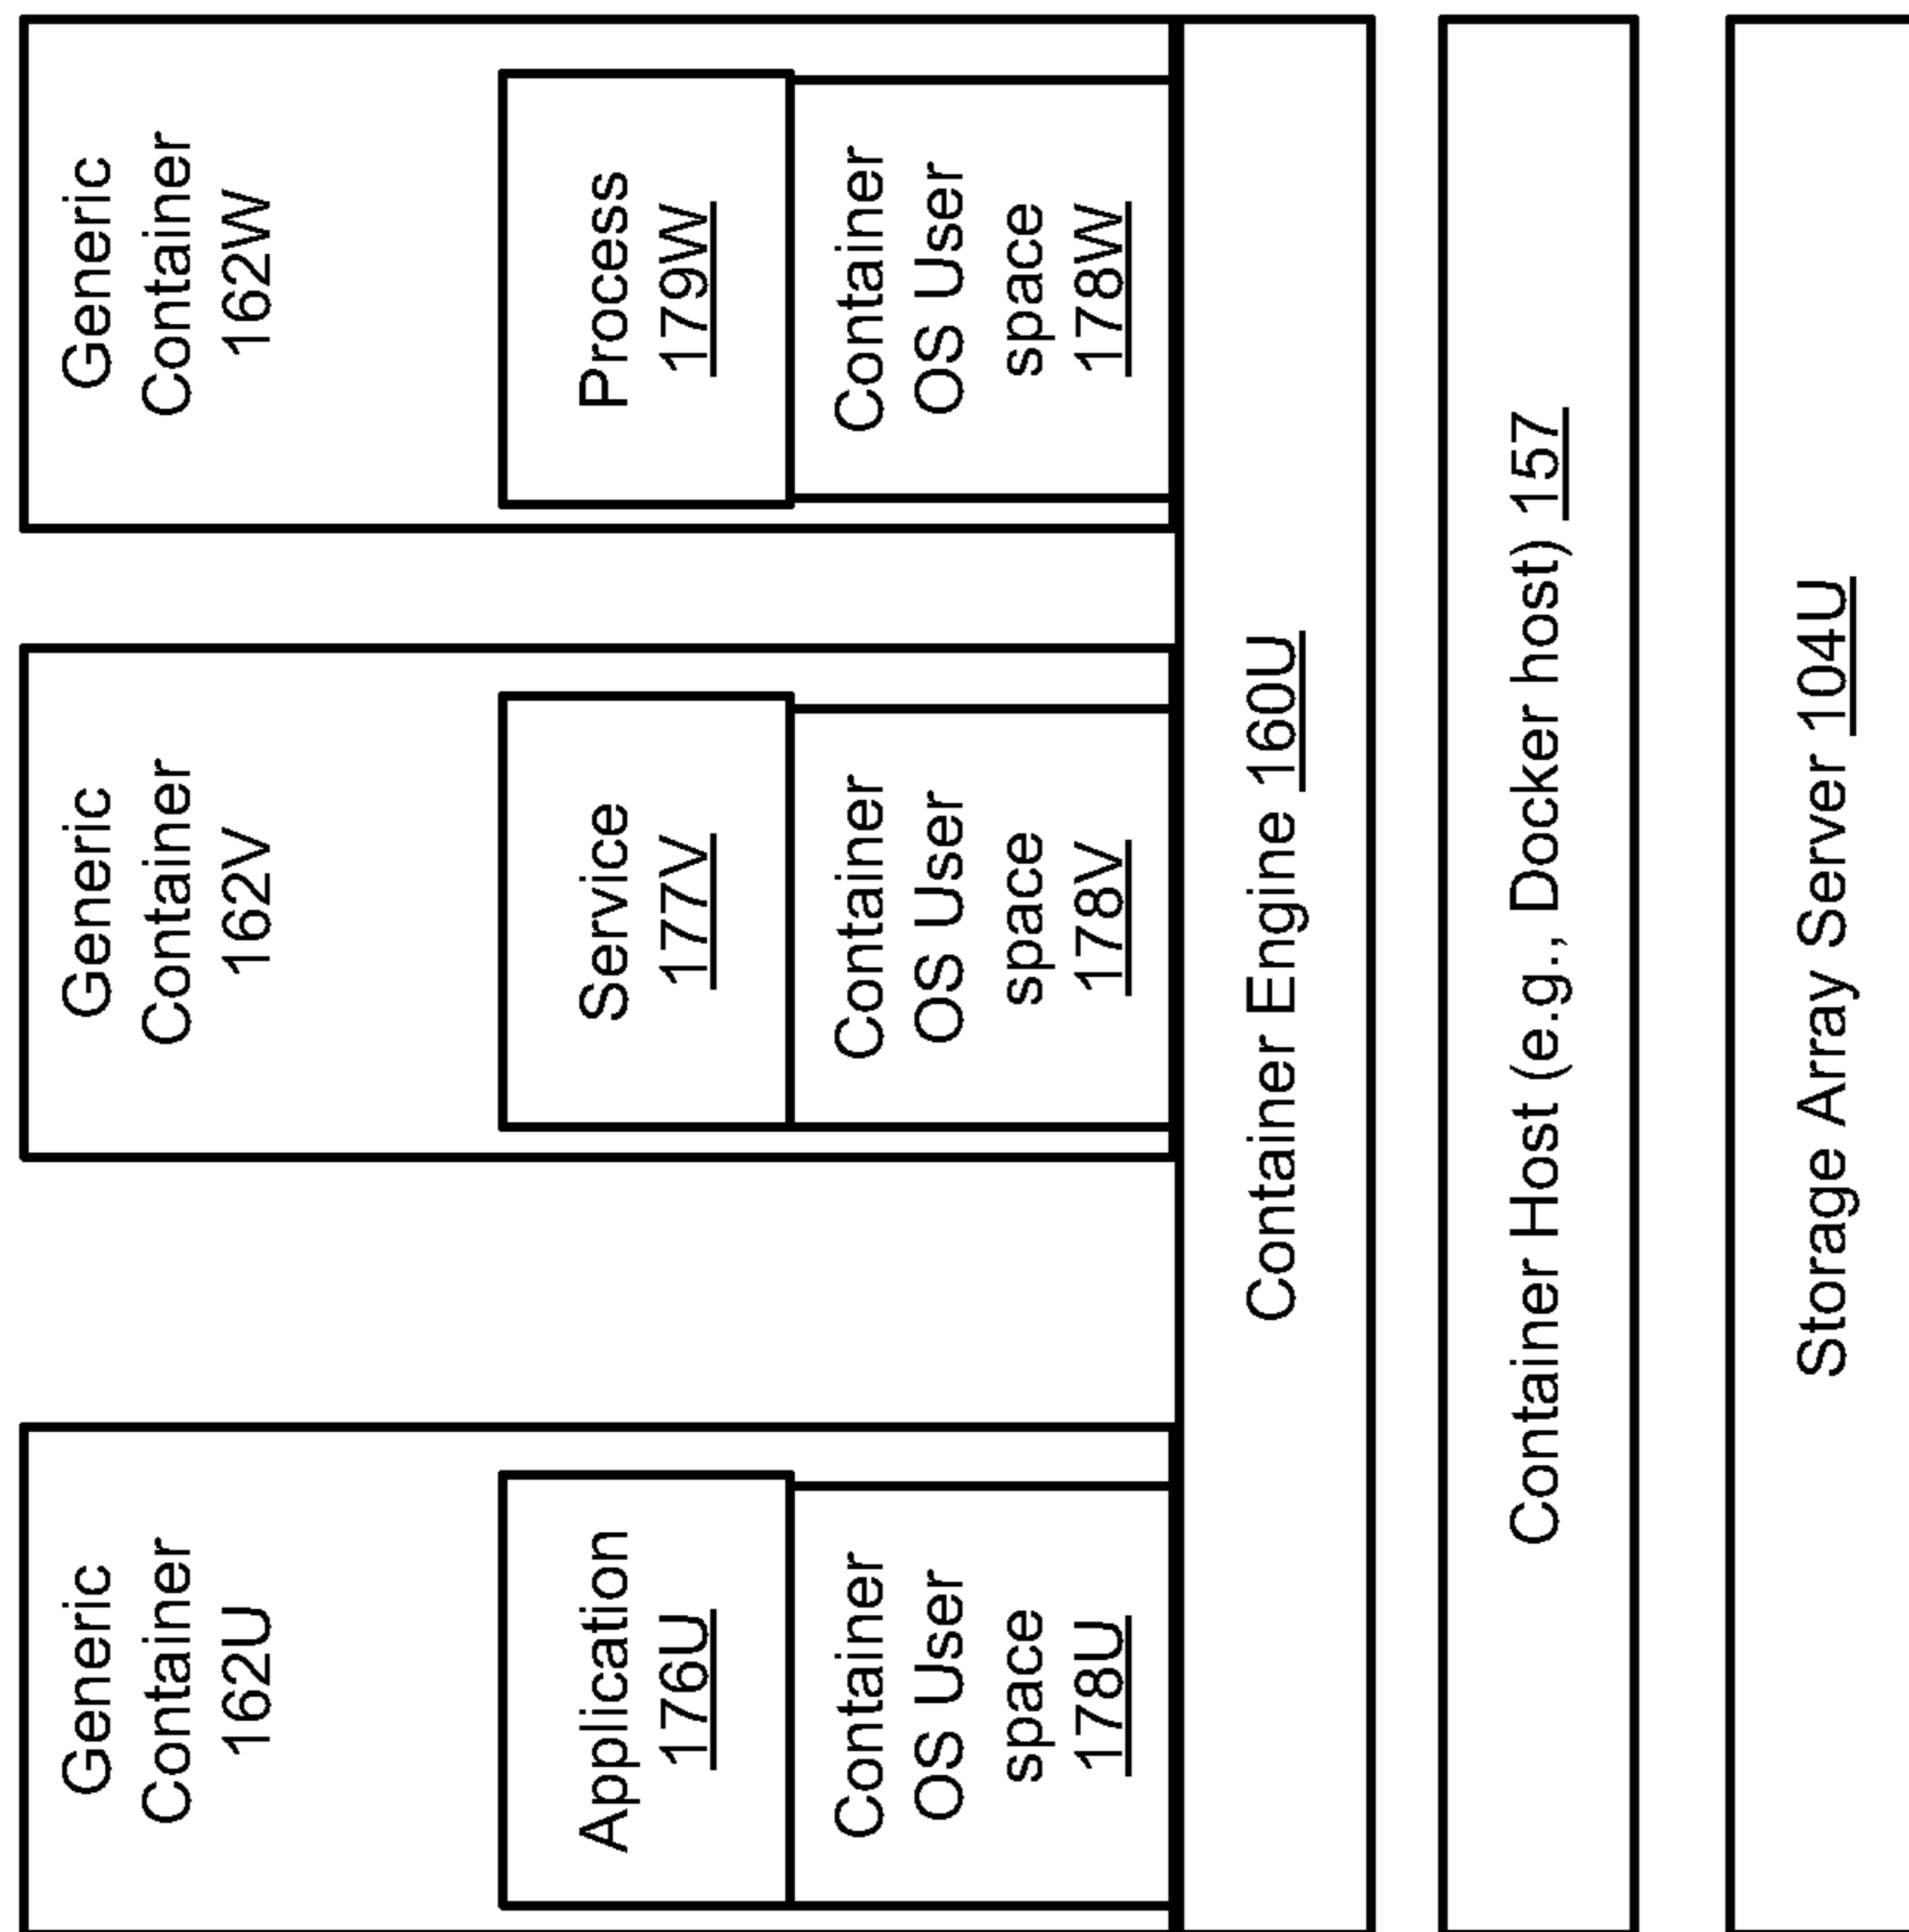 Generic
Container
162U
Application
176U
Container
OS User
space
178U
Generic
Container
162V
Service
177V
Container
OS User
space
178V
Generic
Container
162W
Process
179W
Container
OS User
space
178W
Container Engine 160U
Container Host (e.g., Docker host) 157
Storage Array Server 104U